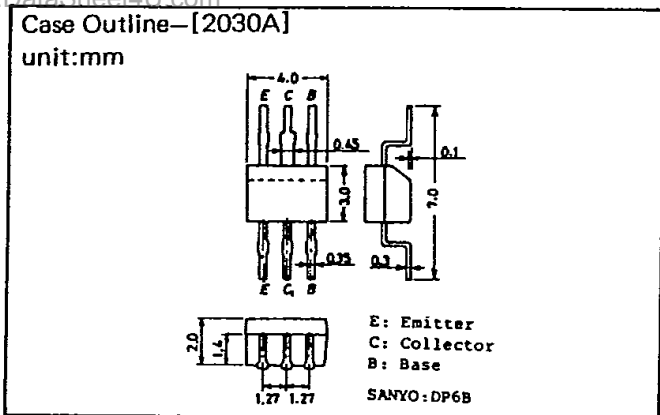 Case Outline—[2030A]
unit:mm
4.0
E C B
0.45
0.1
3.0
7.0
0.35
0.3
E C B
2.0
1.4
1.27 1.27
E: Emitter
C: Collector
B: Base
SANYO:DP6B